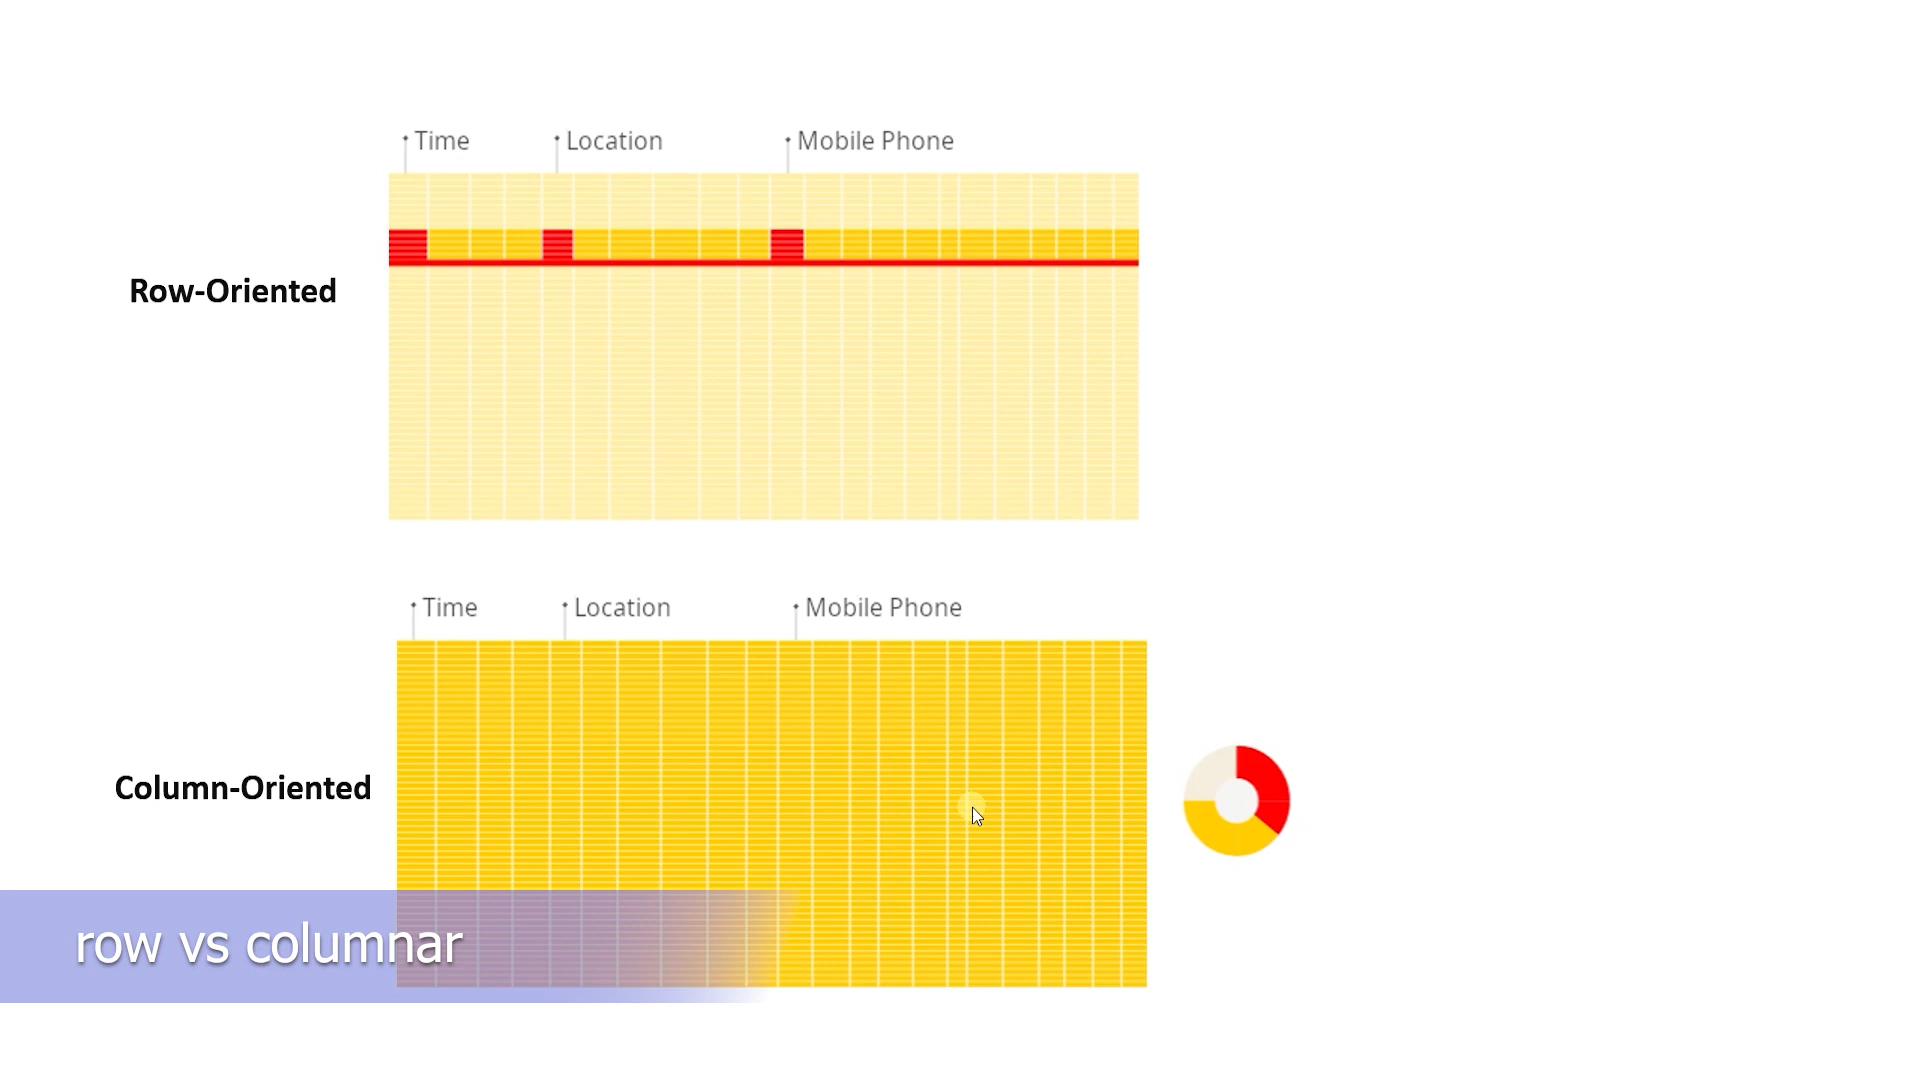 Time
Location
Mobile Phone
Row-Oriented
Time
Location
Mobile Phone
Column-Oriented
row vs columnar